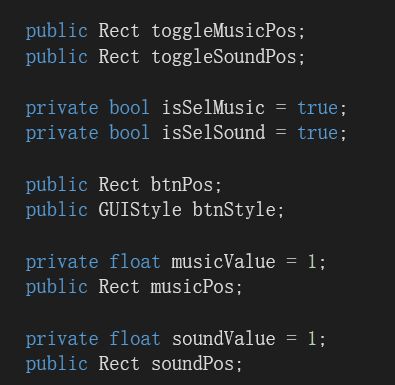 public Rect toggleMusicPos;
public Rect toggleSoundPos;
private bool isSelMusic = true;
private bool isSelSound = true;
public Rect btnPos;
public GUIStyle btnStyle;
private float musicValue = 1;
public Rect musicPos;
private float soundValue = 1;
public Rect soundPos;